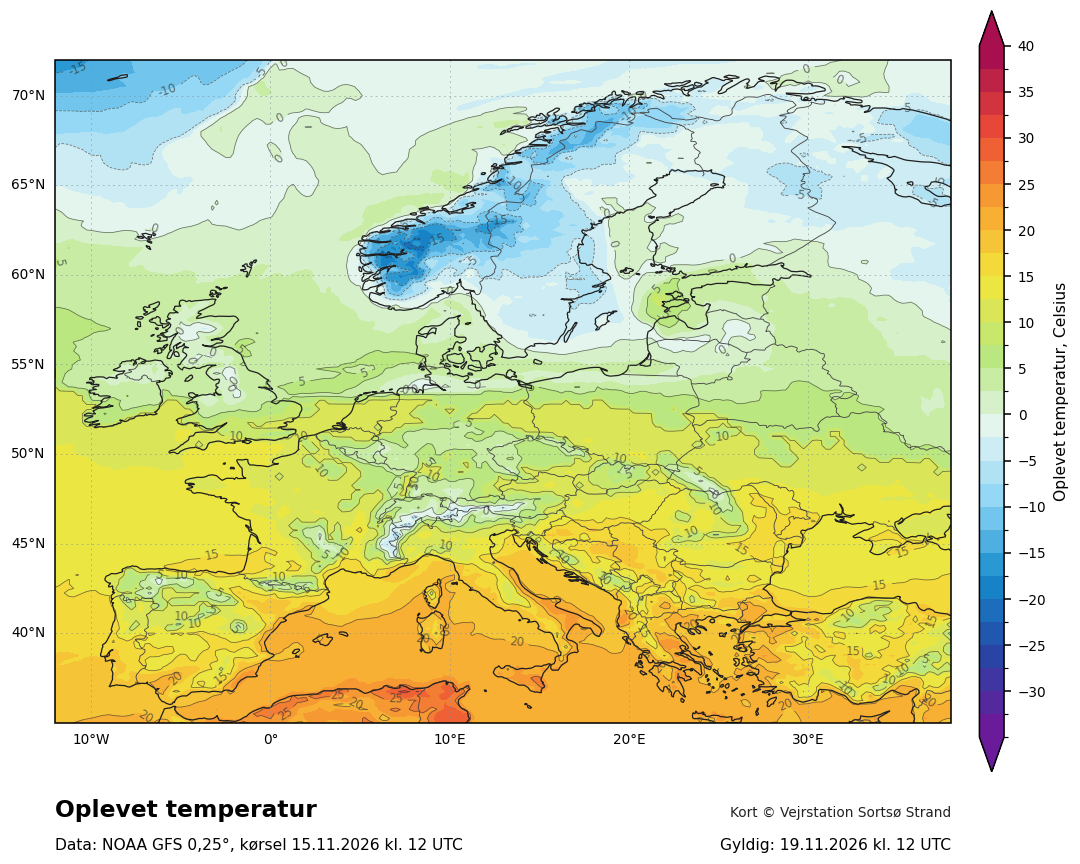 70°N
65°N
60°N
55°N
50°N
45°N
40°N
10°W
0°
10°E
20°E
30°E
40
35
30
25
20
15
10
5
0
−5
−10
−15
−20
−25
−30
Oplevet temperatur, Celsius
Oplevet temperatur
Kort © Vejrstation Sortsø Strand
Data: NOAA GFS 0,25°, kørsel 15.11.2026 kl. 12 UTC
Gyldig: 19.11.2026 kl. 12 UTC